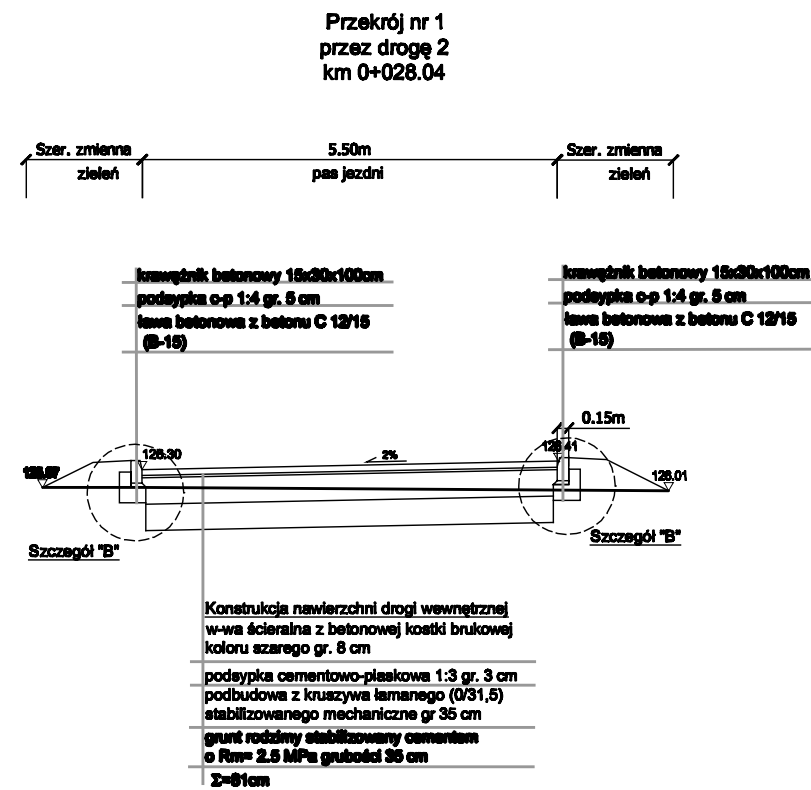 Przekrój nr 1
przez drogę 2
km 0+028.04
Szer. zmienna
5.50m
Szer. zmienna
zieleń
pas jezdni
zieleń
krawężnik betonowy 15x30x100cm
podsypka c-p 1:4 gr. 5 cm
ława betonowa z betonu C 12/15
(B-15)
krawężnik betonowy 15x30x100cm
podsypka c-p 1:4 gr. 5 cm
ława betonowa z betonu C 12/15
(B-15)
0.15m
126.30
2%
126.41
126.01
Szczegół "B"
Szczegół "B"
Konstrukcja nawierzchni drogi wewnętrznej
w-wa ścieralna z betonowej kostki brukowej
koloru szarego gr. 8 cm
podsypka cementowo-piaskowa 1:3 gr. 3 cm
podbudowa z kruszywa łamanego (0/31,5)
stabilizowanego mechaniczne gr 35 cm
grunt rodzimy stabilizowany cementem
o Rm= 2.5 MPa grubości 35 cm
Σ=81cm